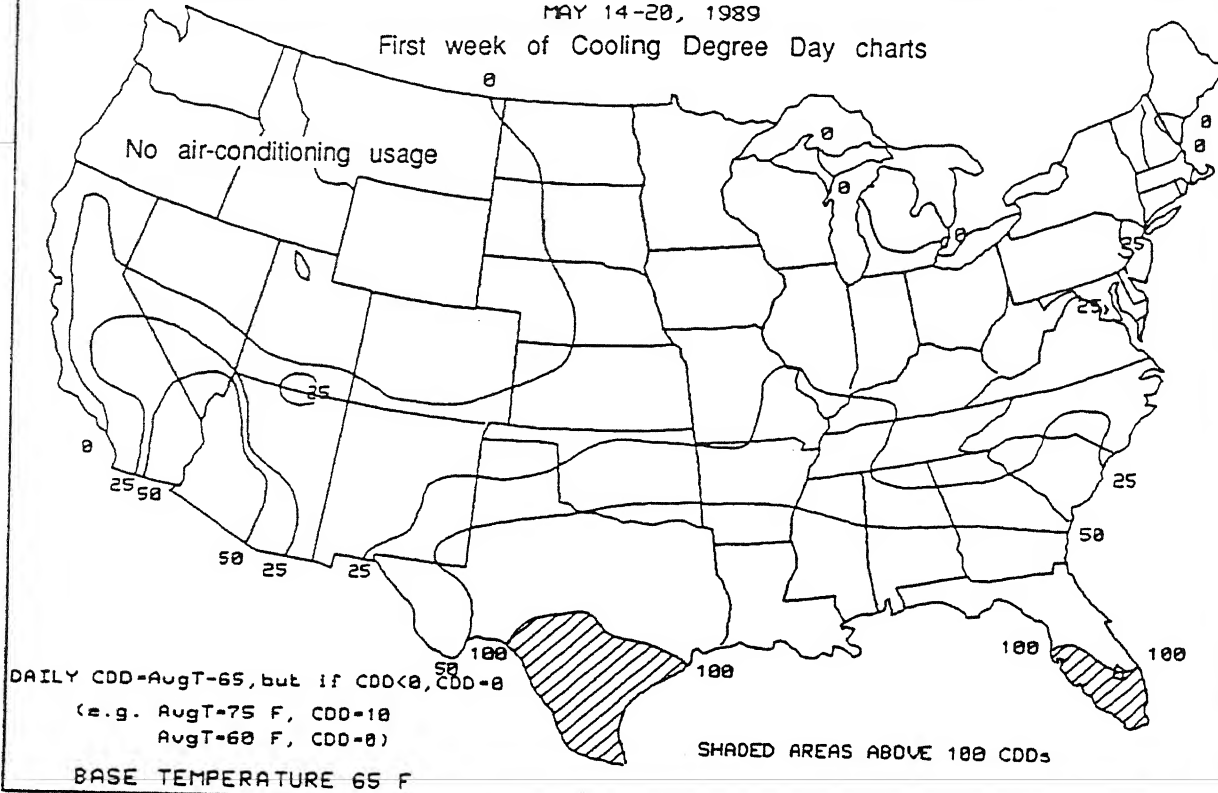 MAY 14-20, 1989
First week of Cooling Degree Day charts
0
No air-conditioning usage
0
0
0
0
0
25
25
25
0
25 50
25
50
50
25
25
100
50
100
100
100
DAILY CDD=AvgT-65, but if CDD<0, CDD=0
(e.g. AvgT=75 F, CDD=10
AvgT=60 F, CDD=0)
SHADED AREAS ABOVE 100 CDDs
BASE TEMPERATURE 65 F